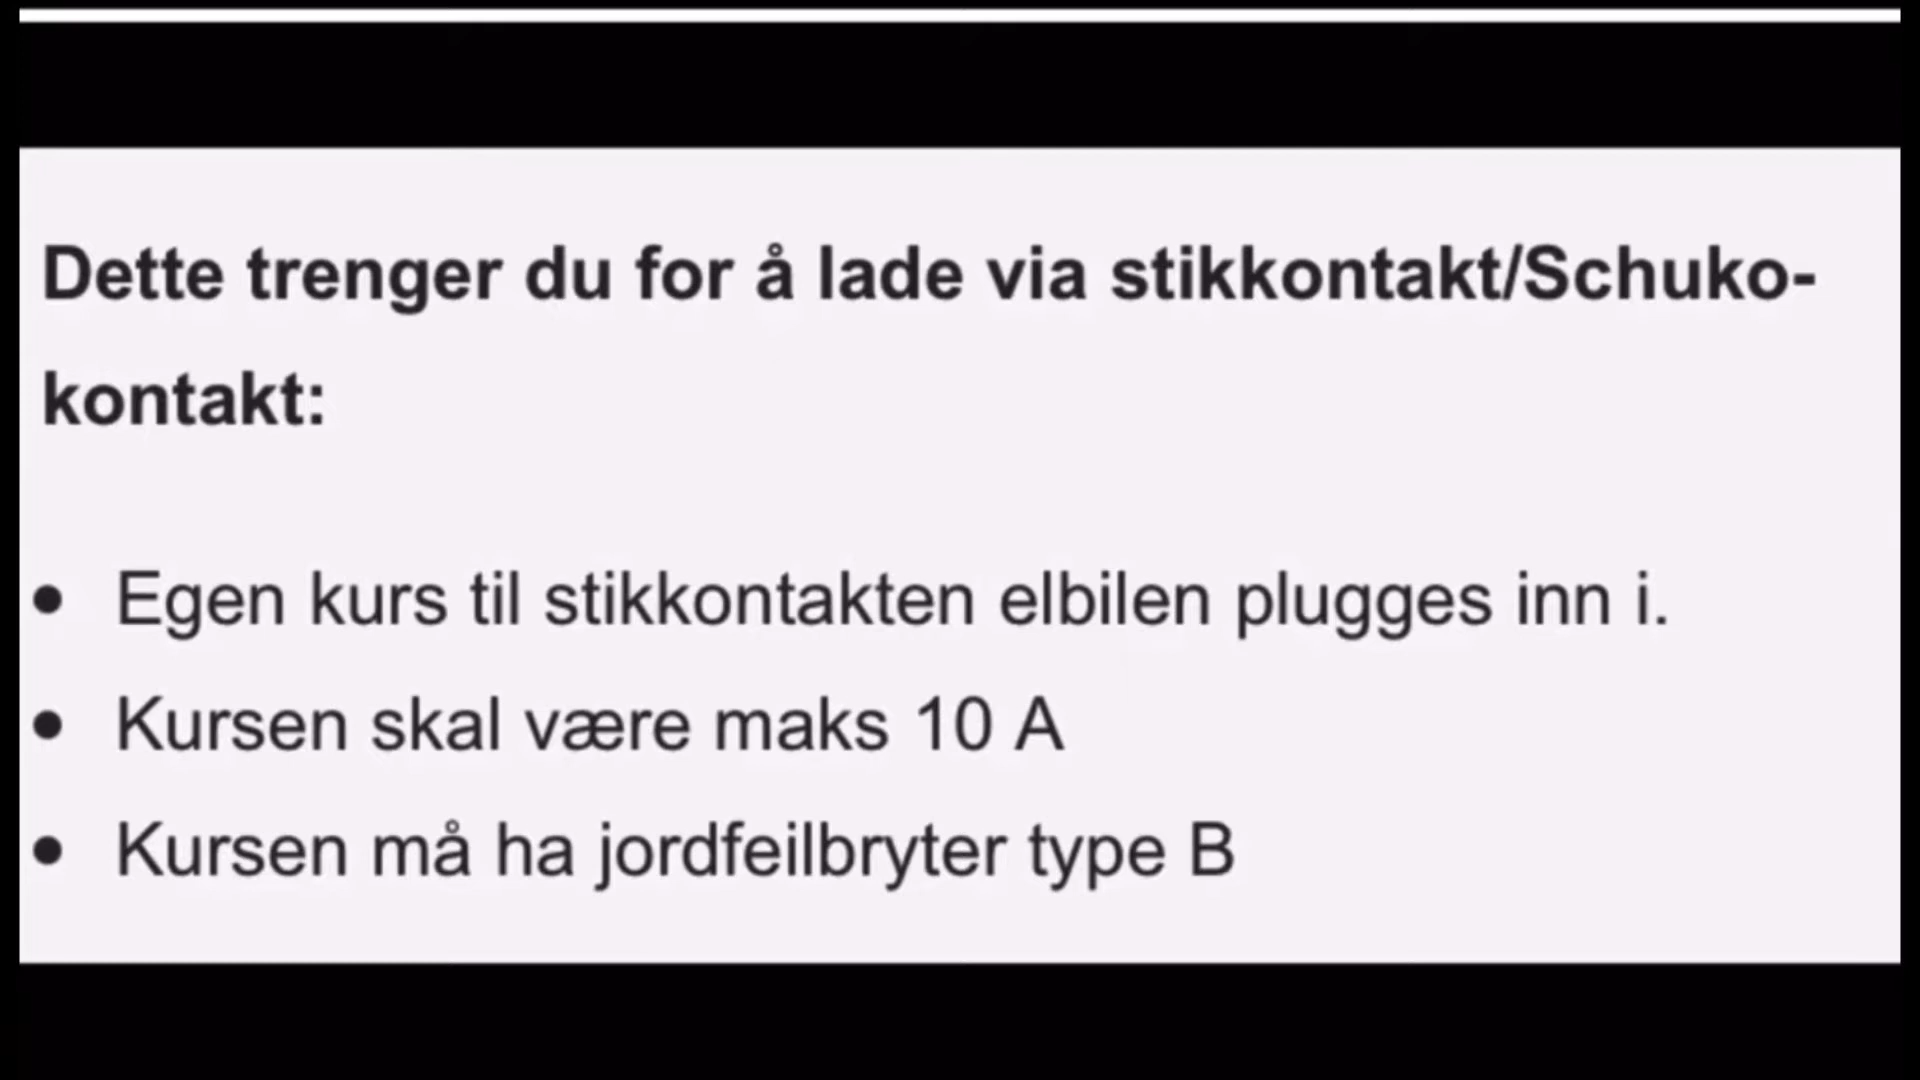 Dette trenger du for å lade via stikkontakt/Schuko-
kontakt:
• Egen kurs til stikkontakten elbilen plugges inn i.
• Kursen skal være maks 10 A
• Kursen må ha jordfeilbryter type B